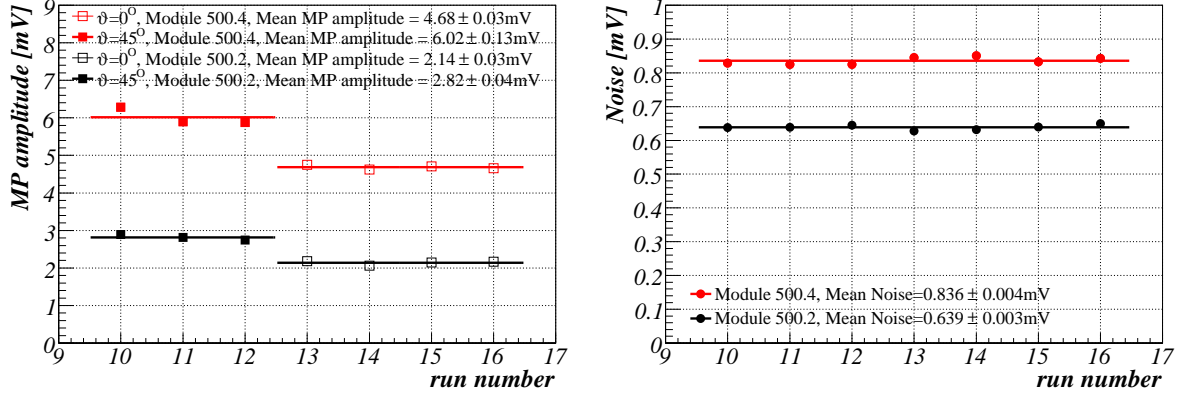 MP amplitude [mV]
9
8
7
6
5
4
3
2
1
0
ϑ=0⁰, Module 500.4, Mean MP amplitude = 4.68 ± 0.03mV
ϑ=45⁰, Module 500.4, Mean MP amplitude = 6.02 ± 0.13mV
ϑ=0⁰, Module 500.2, Mean MP amplitude = 2.14 ± 0.03mV
ϑ=45⁰, Module 500.2, Mean MP amplitude = 2.82 ± 0.04mV
9 10 11 12 13 14 15 16 17
run number
Noise [mV]
1
0.9
0.8
0.7
0.6
0.5
0.4
0.3
0.2
0.1
0
Module 500.4, Mean Noise=0.836 ± 0.004mV
Module 500.2, Mean Noise=0.639 ± 0.003mV
9 10 11 12 13 14 15 16 17
run number